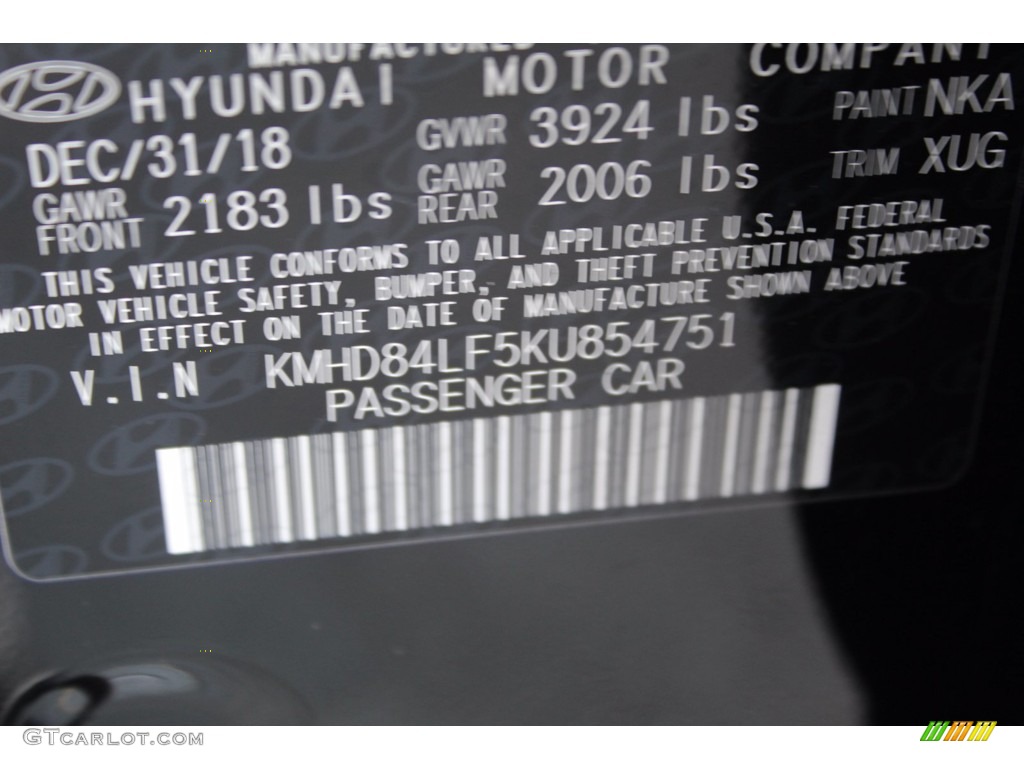 MANUFACTURED
HYUNDAI MOTOR COMPANY
DEC/31/18 GVWR 3924 lbs PAINT NKA
GAWR FRONT 2183 lbs GAWR REAR 2006 lbs TRIM XUG
THIS VEHICLE CONFORMS TO ALL APPLICABLE U.S.A. FEDERAL
MOTOR VEHICLE SAFETY, BUMPER, AND THEFT PREVENTION STANDARDS
IN EFFECT ON THE DATE OF MANUFACTURE SHOWN ABOVE
V.I.N KMHD84LF5KU854751
PASSENGER CAR
GTCARLOT.COM